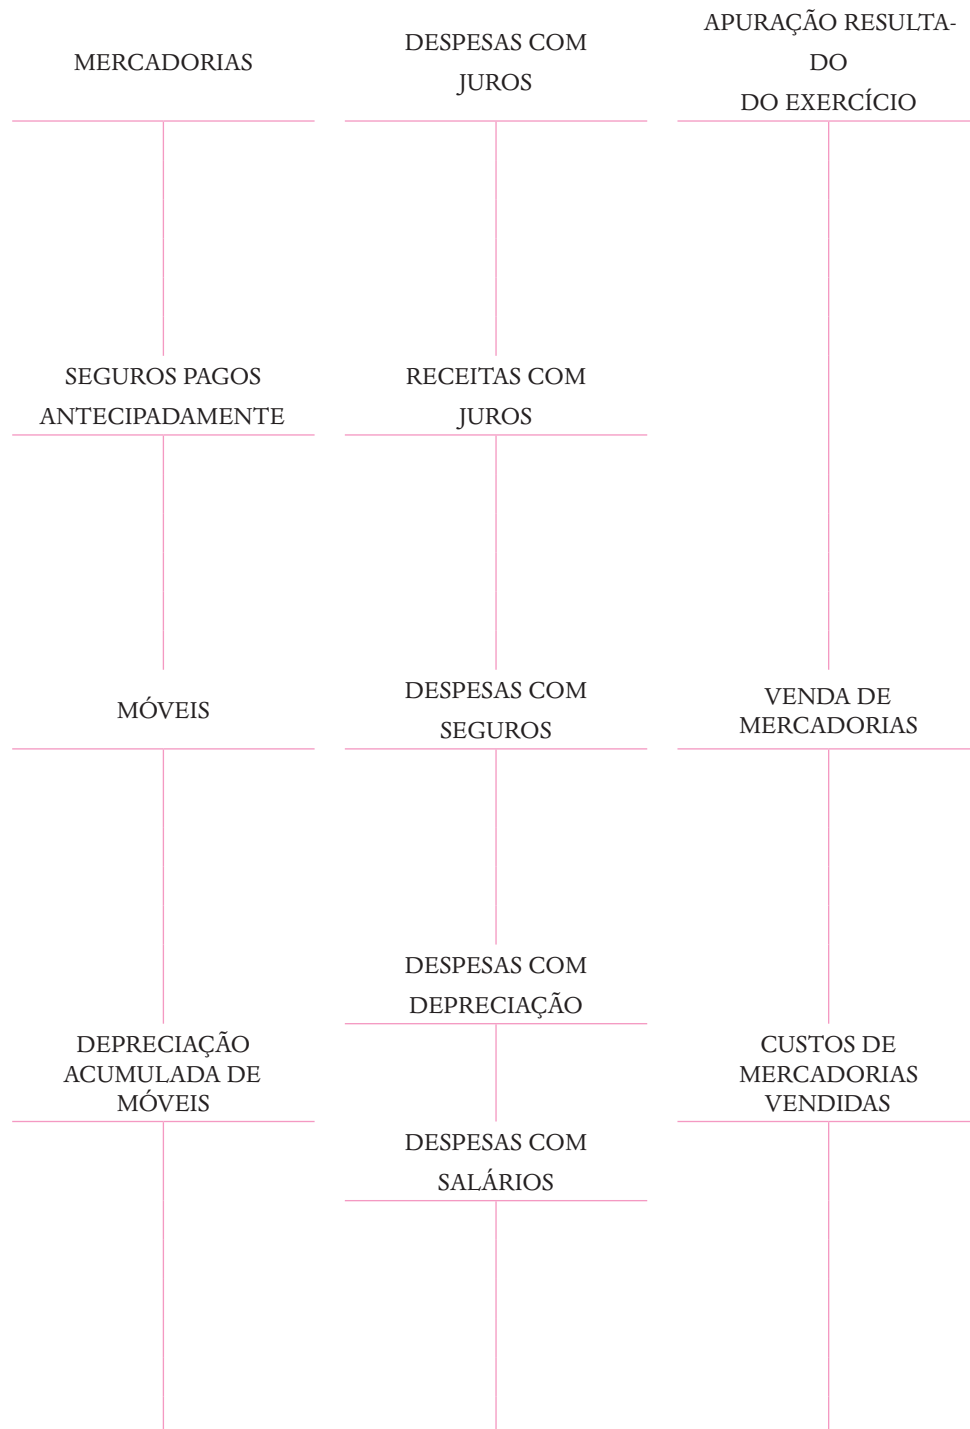 MERCADORIAS
DESPESAS COM
JUROS
APURAÇÃO RESULTA-
DO
DO EXERCÍCIO
SEGUROS PAGOS
ANTECIPADAMENTE
RECEITAS COM
JUROS
MÓVEIS
DESPESAS COM
SEGUROS
VENDA DE
MERCADORIAS
DESPESAS COM
DEPRECIAÇÃO
DEPRECIAÇÃO
ACUMULADA DE
MÓVEIS
CUSTOS DE
MERCADORIAS
VENDIDAS
DESPESAS COM
SALÁRIOS